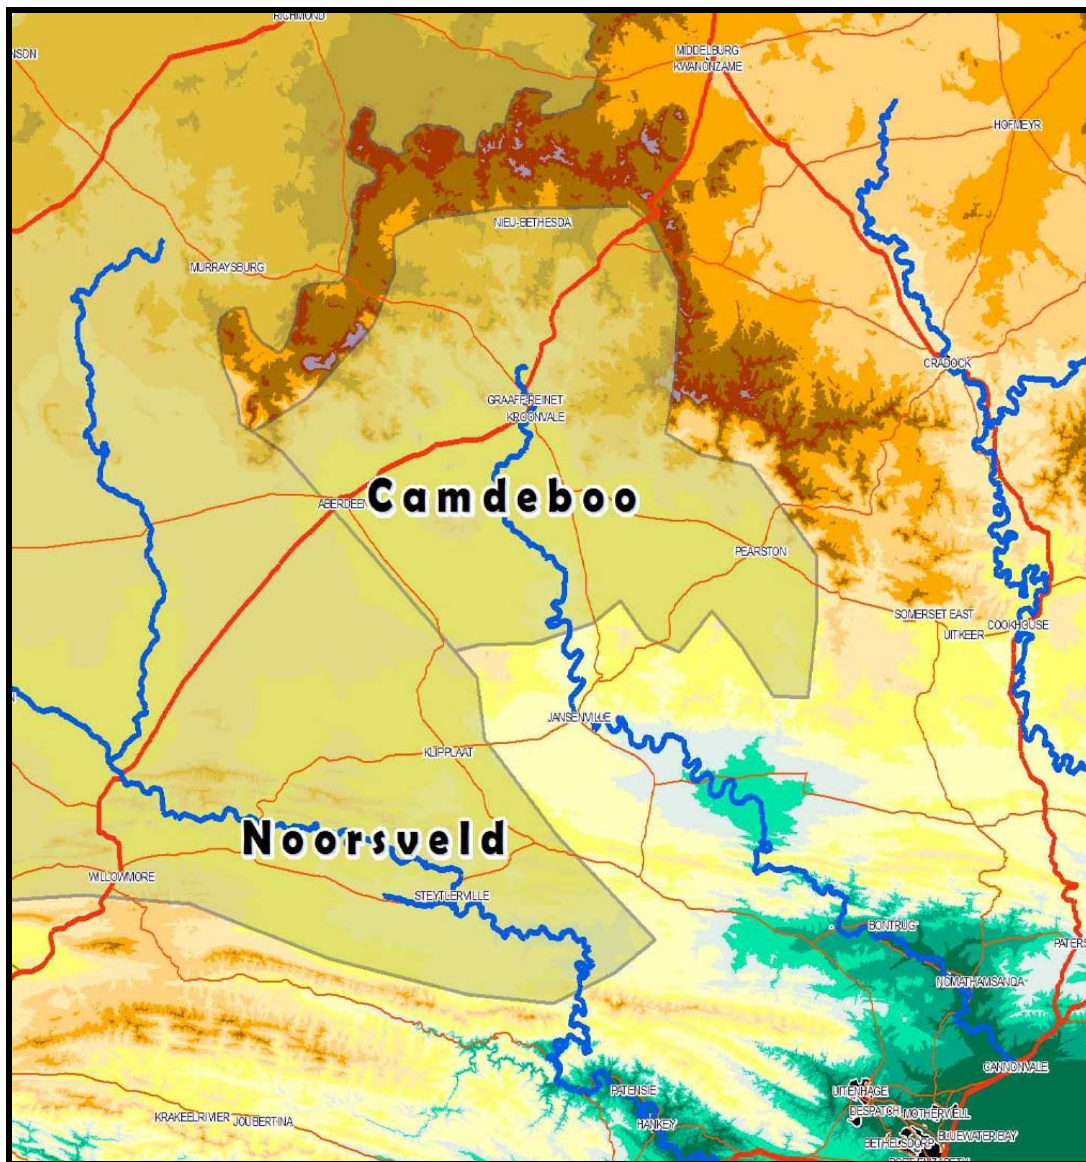 RICHMOND
MIDDELBURG
KWANONZAME
HOFMEYR
NIEU-BETHESDA
MURRAYSBURG
CRADOCK
GRAAFF-REINET
KROONVALE
Camdeboo
ABERDEEN
PEARSTON
SOMERSET EAST
COOKHOUSE
UITKEER
JANSENVILLE
KLIPPLAAT
Noorsveld
WILLOWMORE
STEYTLERVILLE
BONTRUG
PATERS
NOMATHAMSANQA
CANNONVALE
PATENSIE
UITENHAGE
DESPATCH
MOTHERWELL
KRAKEELRIVIER
JOUBERTINA
HANKEY
BLUEWATER BAY
BETHELSDORP